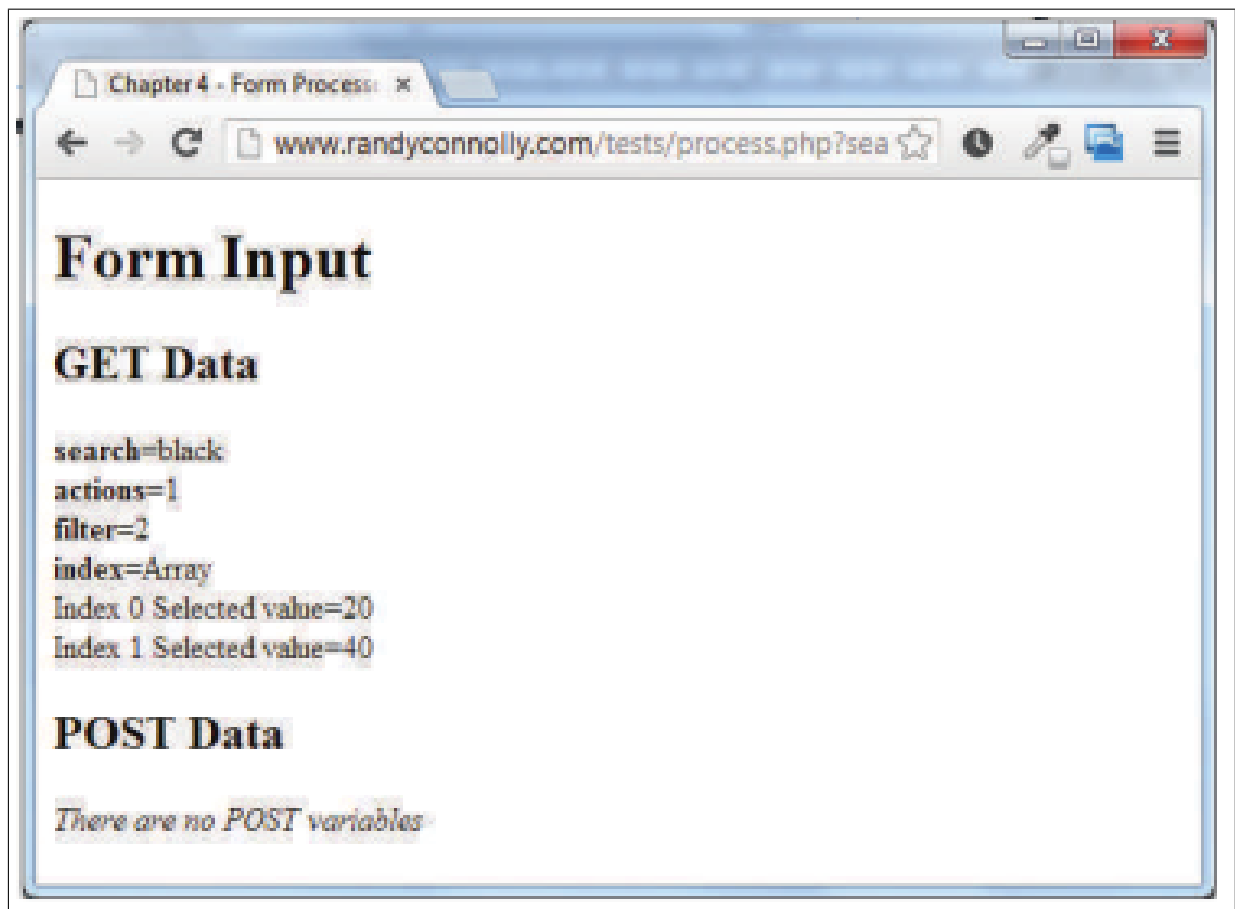 Chapter 4 - Form Process
www.randyconnolly.com/tests/process.php?sea
Form Input
GET Data
search=black
actions=1
filter=2
index=Array
Index 0 Selected value=20
Index 1 Selected value=40
POST Data
There are no POST variables